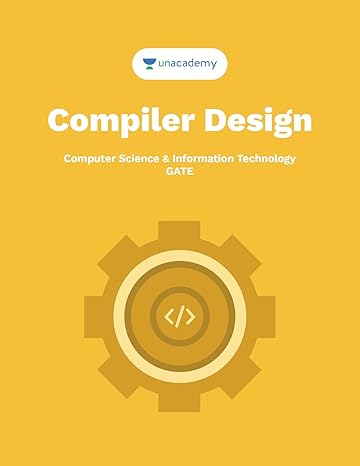 unacademy
Compiler Design
Computer Science & Information Technology
GATE
</>